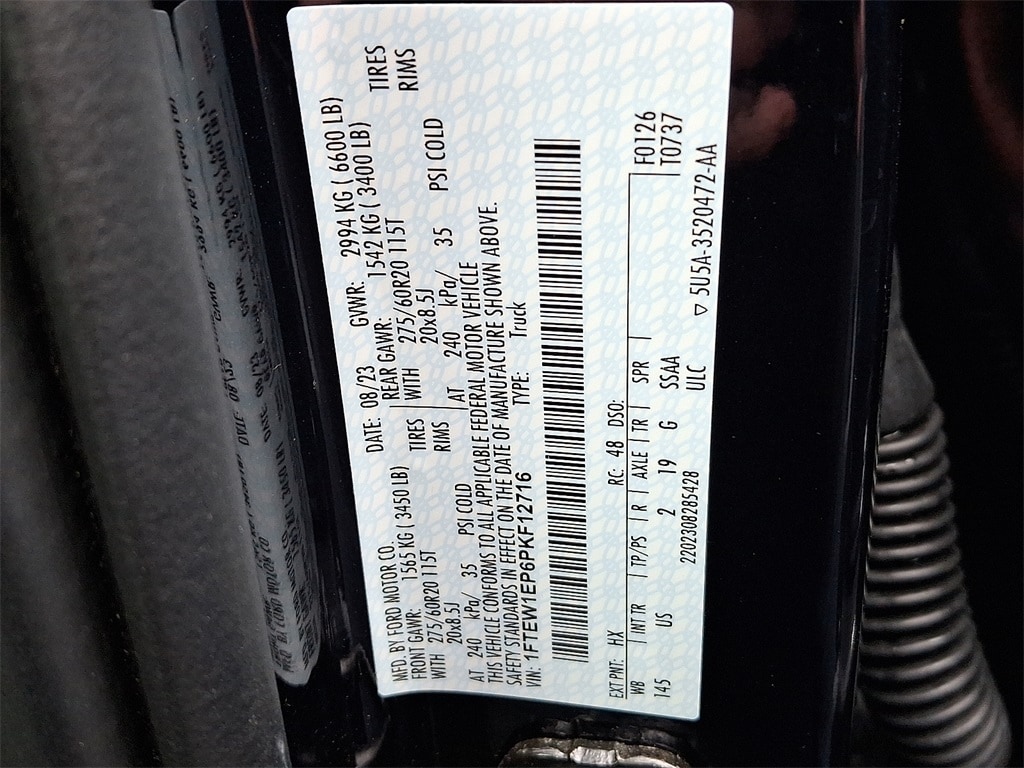 MFD. BY FORD MOTOR CO.
DATE: 08/23 GVWR: 2994 KG ( 6600 LB)
FRONT GAWR: 1565 KG ( 3450 LB) REAR GAWR: 1542 KG ( 3400 LB)
WITH 275/60R20 115T TIRES WITH 275/60R20 115T TIRES
20x8.5J RIMS 20x8.5J RIMS
AT 240 kPa/ 35 PSI COLD AT 240 kPa/ 35 PSI COLD
THIS VEHICLE CONFORMS TO ALL APPLICABLE FEDERAL MOTOR VEHICLE
SAFETY STANDARDS IN EFFECT ON THE DATE OF MANUFACTURE SHOWN ABOVE.
VIN: 1FTEW1EP6PKF12716 TYPE: Truck
EXT PNT: HX RC: 48 DSO: F0126
WB INTR TP/PS R AXLE TR SPR T0737
145 US 2 19 G SSAA
ULC
2202308285428
▽ 5U5A-3520472-AA